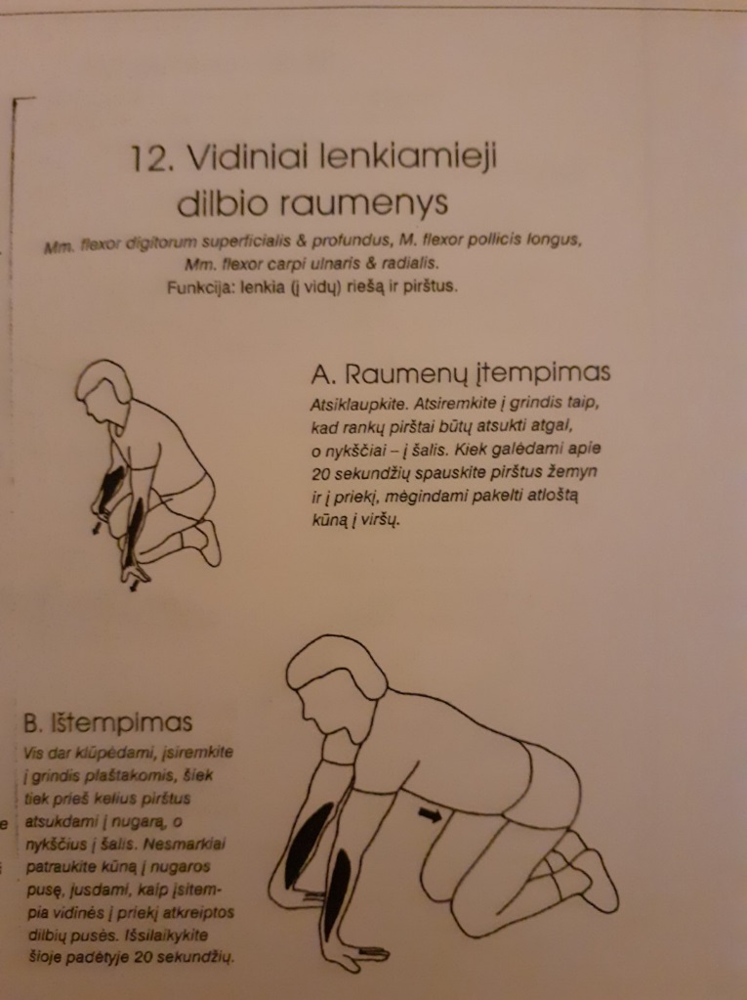 12. Vidiniai lenkiamieji
dilbio raumenys
Mm. flexor digitorum superficialis & profundus, M. flexor pollicis longus,
Mm. flexor carpi ulnaris & radialis.
Funkcija: lenkia (į vidų) riešą ir pirštus.
A. Raumenų įtempimas
Atsiklaupkite. Atsiremkite į grindis taip,
kad rankų pirštai būtų atsukti atgal,
o nykščiai – į šalis. Kiek galėdami apie
20 sekundžių spauskite pirštus žemyn
ir į priekį, mėgindami pakelti atloštą
kūną į viršų.
B. Ištempimas
Vis dar klūpėdami, įsiremkite
į grindis plaštakomis, šiek
tiek prieš kelius pirštus
atsukdami į nugarą, o
nykščius į šalis. Nesmarkiai
patraukite kūną į nugaros
pusę, jusdami, kaip įsitem-
pia vidinės į priekį atkreiptos
dilbių pusės. Išsilaikykite
šioje padėtyje 20 sekundžių.